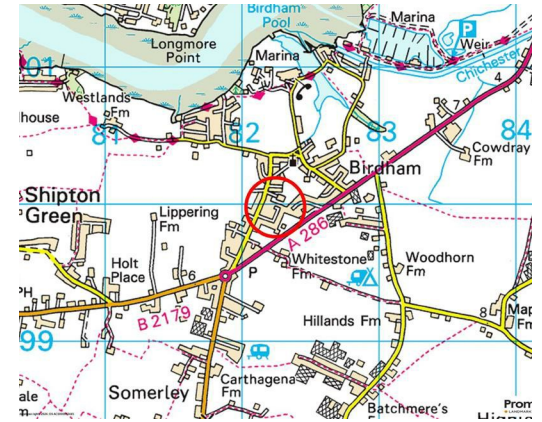 Birdham
Pool
Marina
Longmore
Point
Weir
P
Marina
Chichester
01
Westlands
Fm
4
7
house
81
82
83
84
Cowdray
Fm
Birdham
Shipton
Green
Lippering
Fm
A 286
Whitestone
Fm
Woodhorn
Fm
Holt
Place
6
P
PH
B 2179
Hillands Fm
8
Map
Fm
99
Somerley
Carthagena
Fm
ale
m
Batchmere's
Fm
Prom
LANDMARK